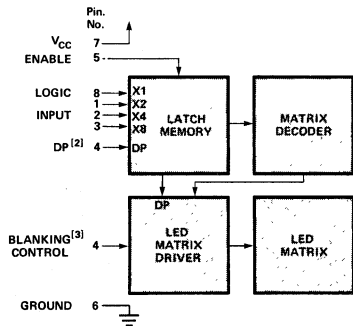 Pin.
No.
VCC 7
ENABLE 5
LOGIC 8 X1
1 X2
INPUT 2 X4
3 X8
DP[2] 4 DP
LATCH
MEMORY
MATRIX
DECODER
DP
BLANKING[3]
CONTROL 4
LED
MATRIX
DRIVER
LED
MATRIX
GROUND 6